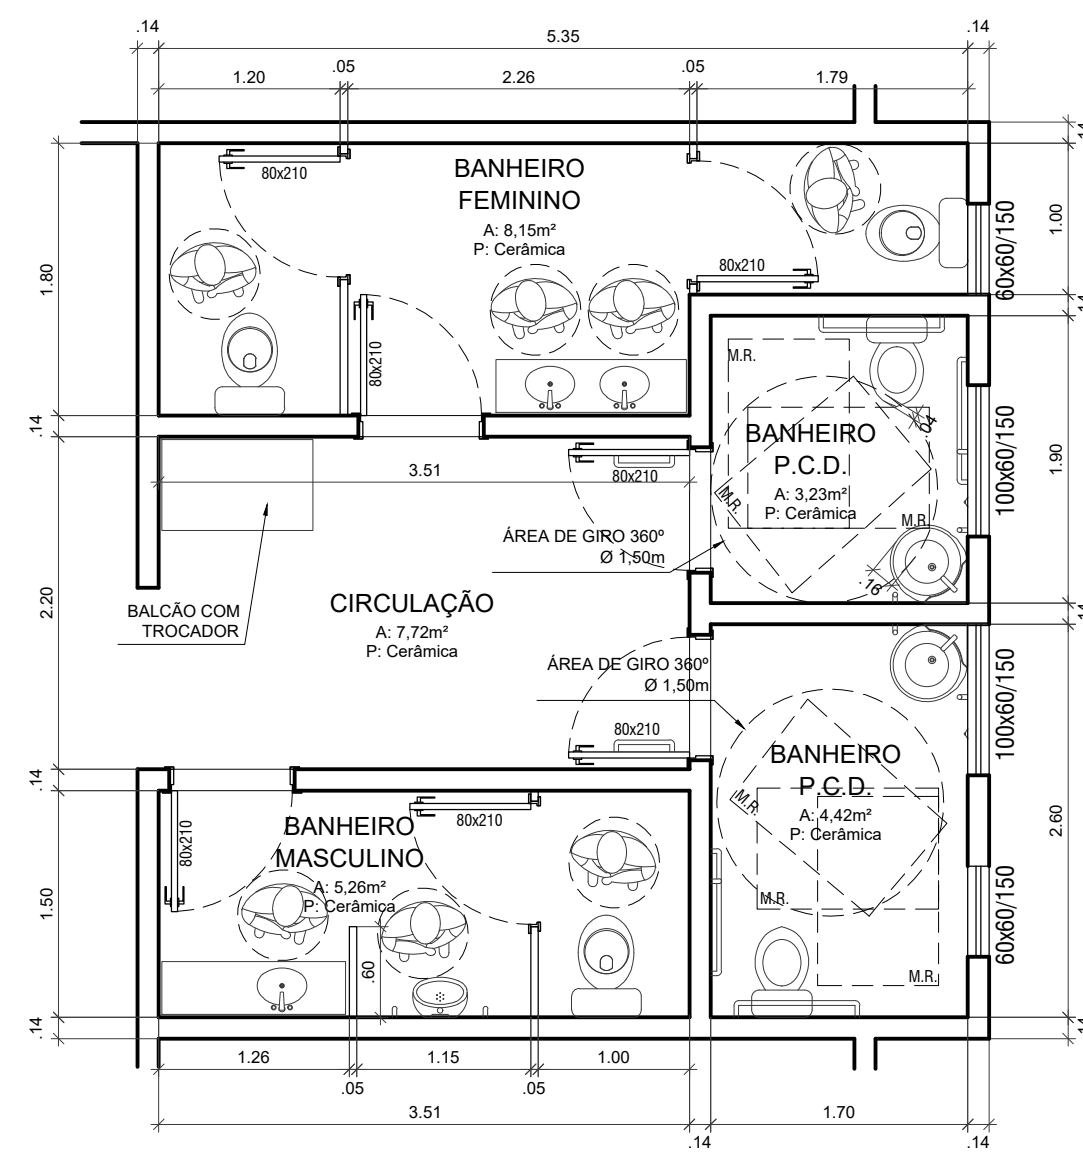 .14
5.35
.14
1.20
.05
2.26
.05
1.79
.14
80x210
BANHEIRO
FEMININO
A: 8,15m²
P: Cerâmica
80x210
80x210
60x60/150
1.00
1.80
.14
M.R.
.04
BANHEIRO
P.C.D.
A: 3,23m²
P: Cerâmica
M.R.
M.R.
.16
100x60/150
1.90
.14
3.51
80x210
ÁREA DE GIRO 360º
Ø 1,50m
BALCÃO COM
TROCADOR
2.20
CIRCULAÇÃO
A: 7,72m²
P: Cerâmica
.14
ÁREA DE GIRO 360º
Ø 1,50m
80x210
100x60/150
BANHEIRO
P.C.D.
A: 4,42m²
P: Cerâmica
M.R.
M.R.
M.R.
2.60
60x60/150
.14
80x210
BANHEIRO
MASCULINO
A: 5,26m²
P: Cerâmica
80x210
1.50
.60
.14
.14
1.26
.05
1.15
.05
1.00
3.51
.14
1.70
.14